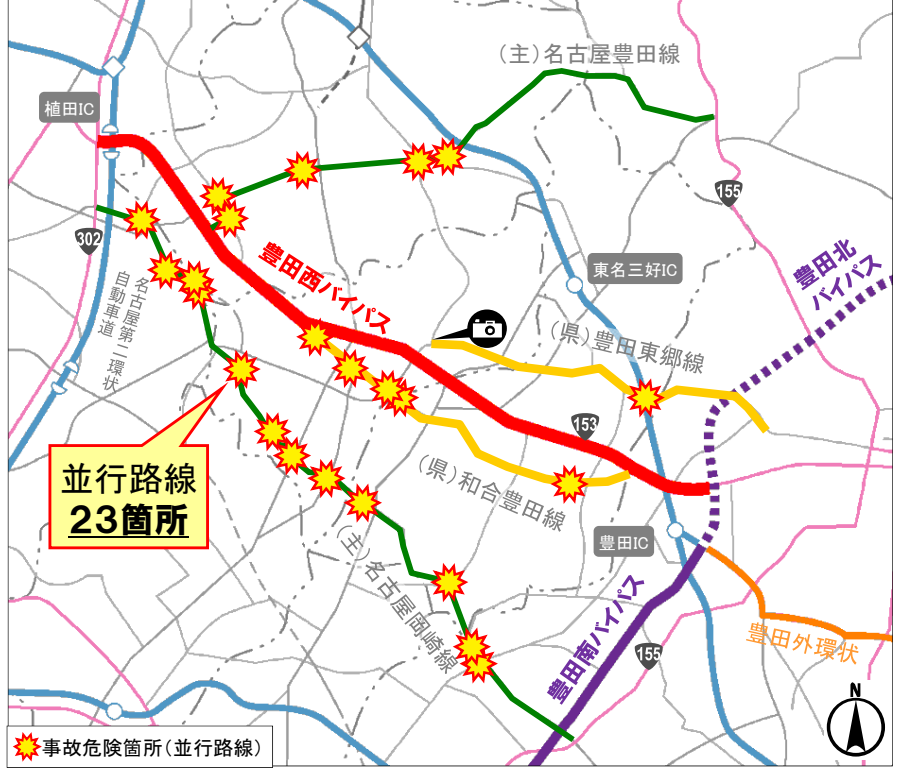 (主)名古屋豊田線
植田IC
155
302
豊田西バイパス
東名三好IC
豊田北
バイパス
名古屋第二環状
自動車道
(県)豊田東郷線
153
並行路線
23箇所
(県)和合豊田線
豊田IC
(主)名古屋岡崎線
豊田南バイパス
豊田外環状
155
N
事故危険箇所(並行路線)